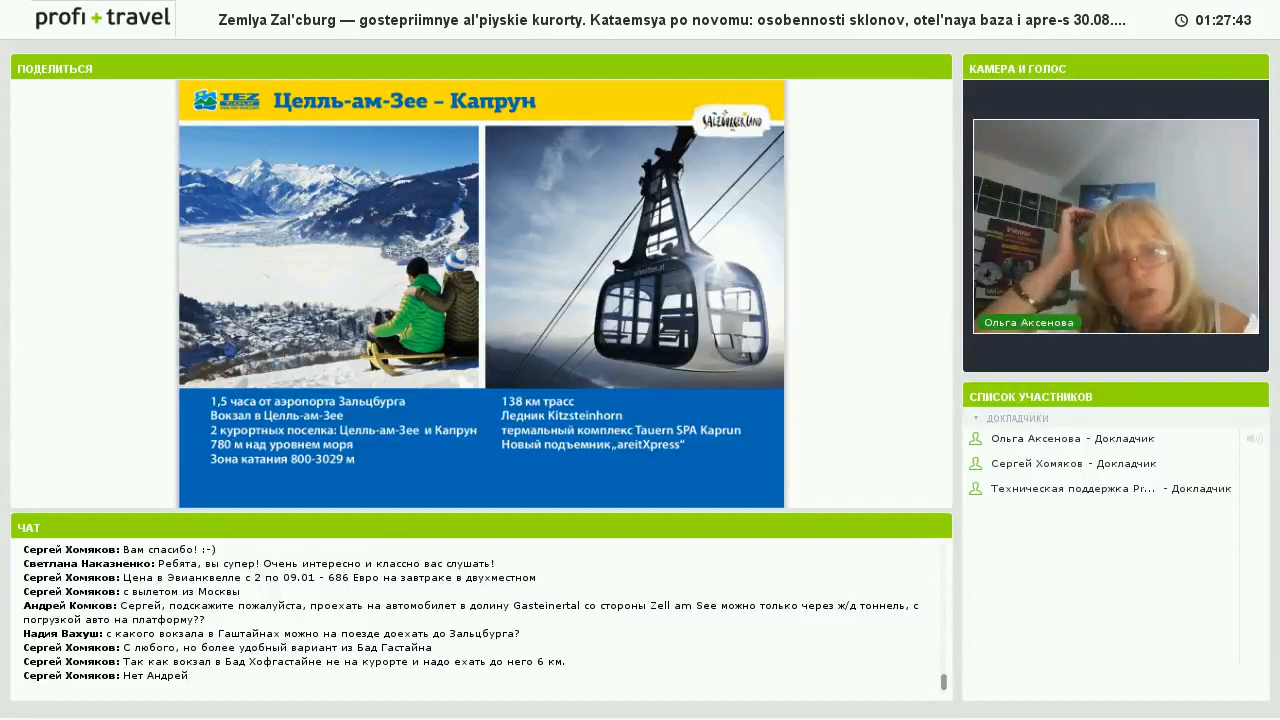 profi + travel
Zemlya Zal'cburg — gostepriimnye al'piyskie kurorty. Kataemsya po novomu: osobennosti sklonov, otel'naya baza i apre-s 30.08....
01:27:43
ПОДЕЛИТЬСЯ
TEZ TOUR
Целль-ам-Зее – Капрун
SALZBURGERLAND
1,5 часа от аэропорта Зальцбурга
Вокзал в Целль-ам-Зее
2 курортных поселка: Целль-ам-Зее и Капрун
780 м над уровнем моря
Зона катания 800-3029 м
138 км трасс
Ледник Kitzsteinhorn
термальный комплекс Tauern SPA Kaprun
Новый подъемник„areitXpress“
КАМЕРА И ГОЛОС
Ольга Аксенова
СПИСОК УЧАСТНИКОВ
ДОКЛАДЧИКИ
Ольга Аксенова - Докладчик
Сергей Хомяков - Докладчик
Техническая поддержка Pr... - Докладчик
ЧАТ
Сергей Хомяков: Вам спасибо! :-)
Светлана Наказненко: Ребята, вы супер! Очень интересно и классно вас слушать!
Сергей Хомяков: Цена в Эвианквелле с 2 по 09.01 - 686 Евро на завтраке в двухместном
Сергей Хомяков: с вылетом из Москвы
Андрей Комков: Сергей, подскажите пожалуйста, проехать на автомобилет в долину Gasteinertal со стороны Zell am See можно только через ж/д тоннель, с
погрузкой авто на платформу??
Надия Вахуш: с какого вокзала в Гаштайнах можно на поезде доехать до Зальцбурга?
Сергей Хомяков: С любого, но более удобный вариант из Бад Гастайна
Сергей Хомяков: Так как вокзал в Бад Хофгастайне не на курорте и надо ехать до него 6 км.
Сергей Хомяков: Нет Андрей